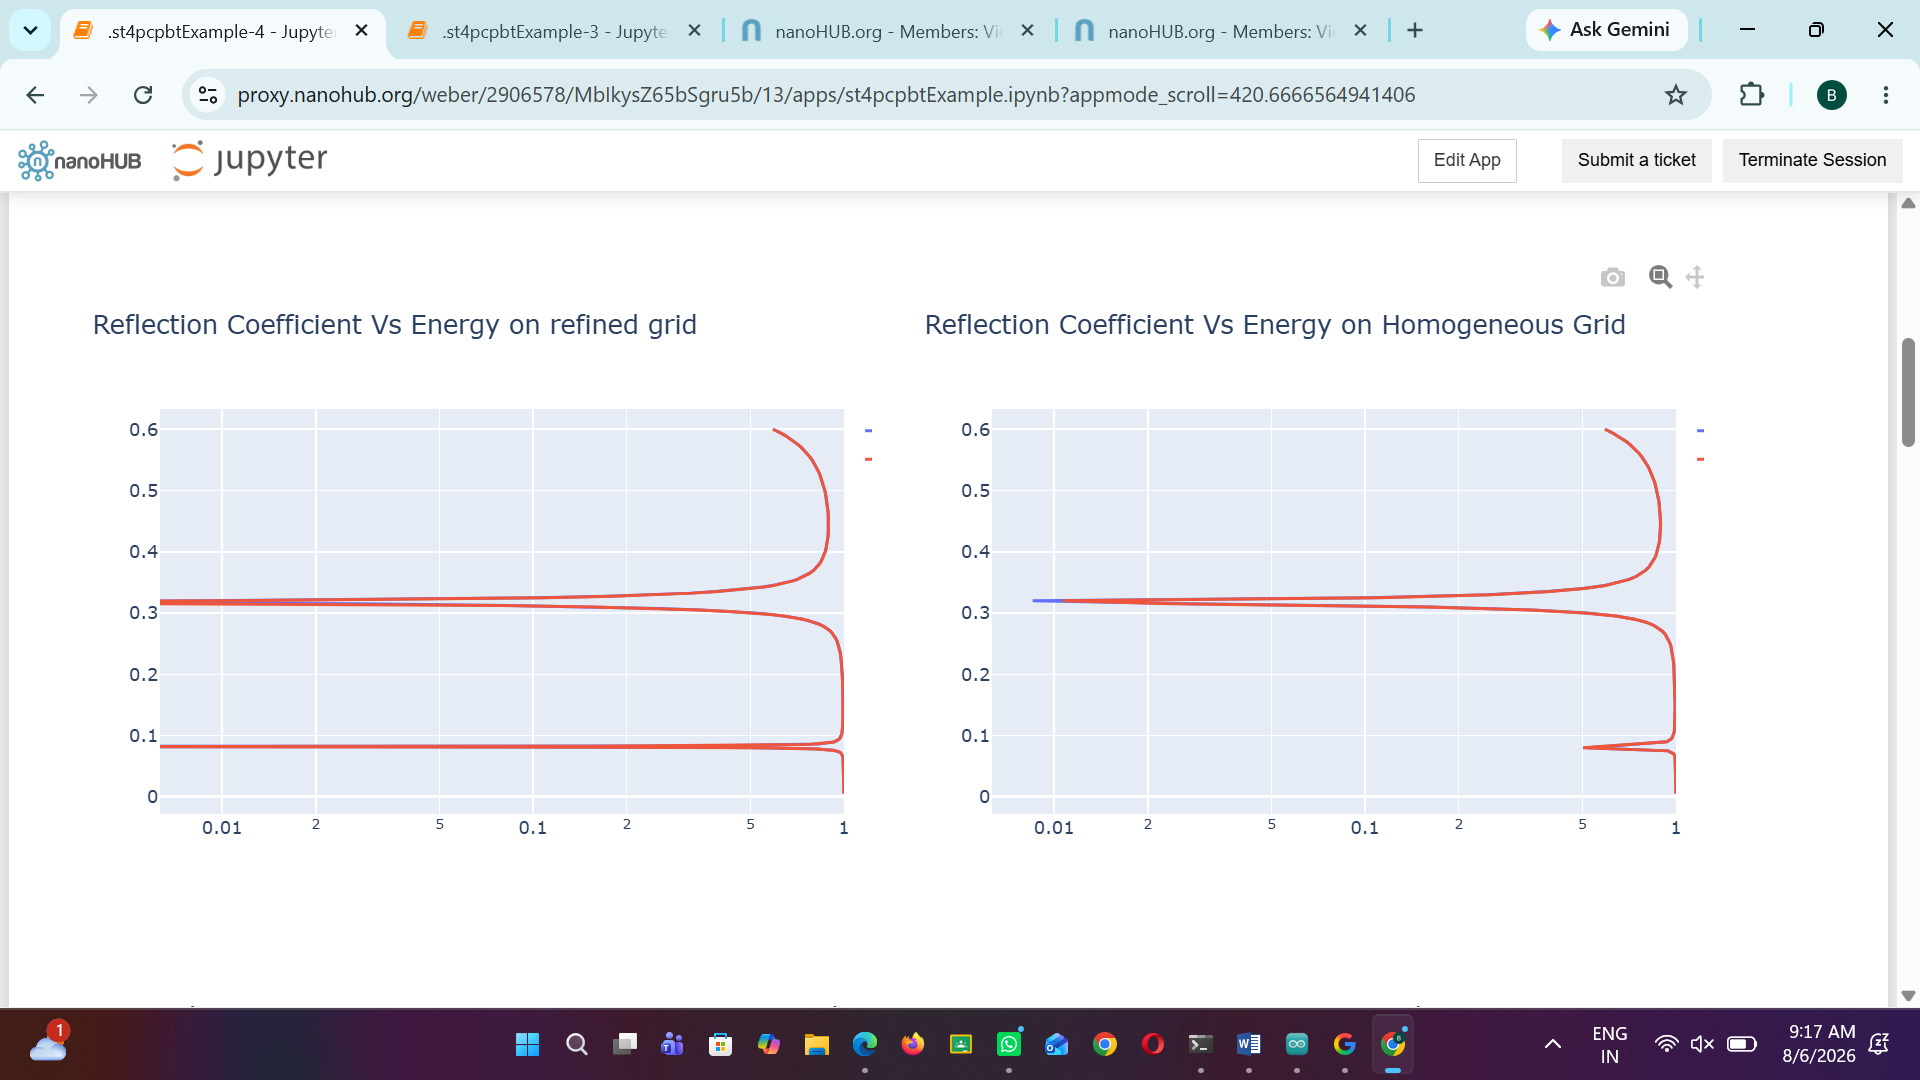 .st4pcpbtExample-4 - Jupyte
.st4pcpbtExample-3 - Jupyte
nanoHUB.org - Members: Vi
nanoHUB.org - Members: Vi
Ask Gemini
proxy.nanohub.org/weber/2906578/MbIkysZ65bSgru5b/13/apps/st4pcpbtExample.ipynb?appmode_scroll=420.6666564941406
B
nanoHUB
jupyter
Edit App
Submit a ticket
Terminate Session
Reflection Coefficient Vs Energy on refined grid
0.6
0.5
0.4
0.3
0.2
0.1
0
0.01 2 5 0.1 2 5 1
Reflection Coefficient Vs Energy on Homogeneous Grid
0.6
0.5
0.4
0.3
0.2
0.1
0
0.01 2 5 0.1 2 5 1
1
ENG
IN
9:17 AM
8/6/2026